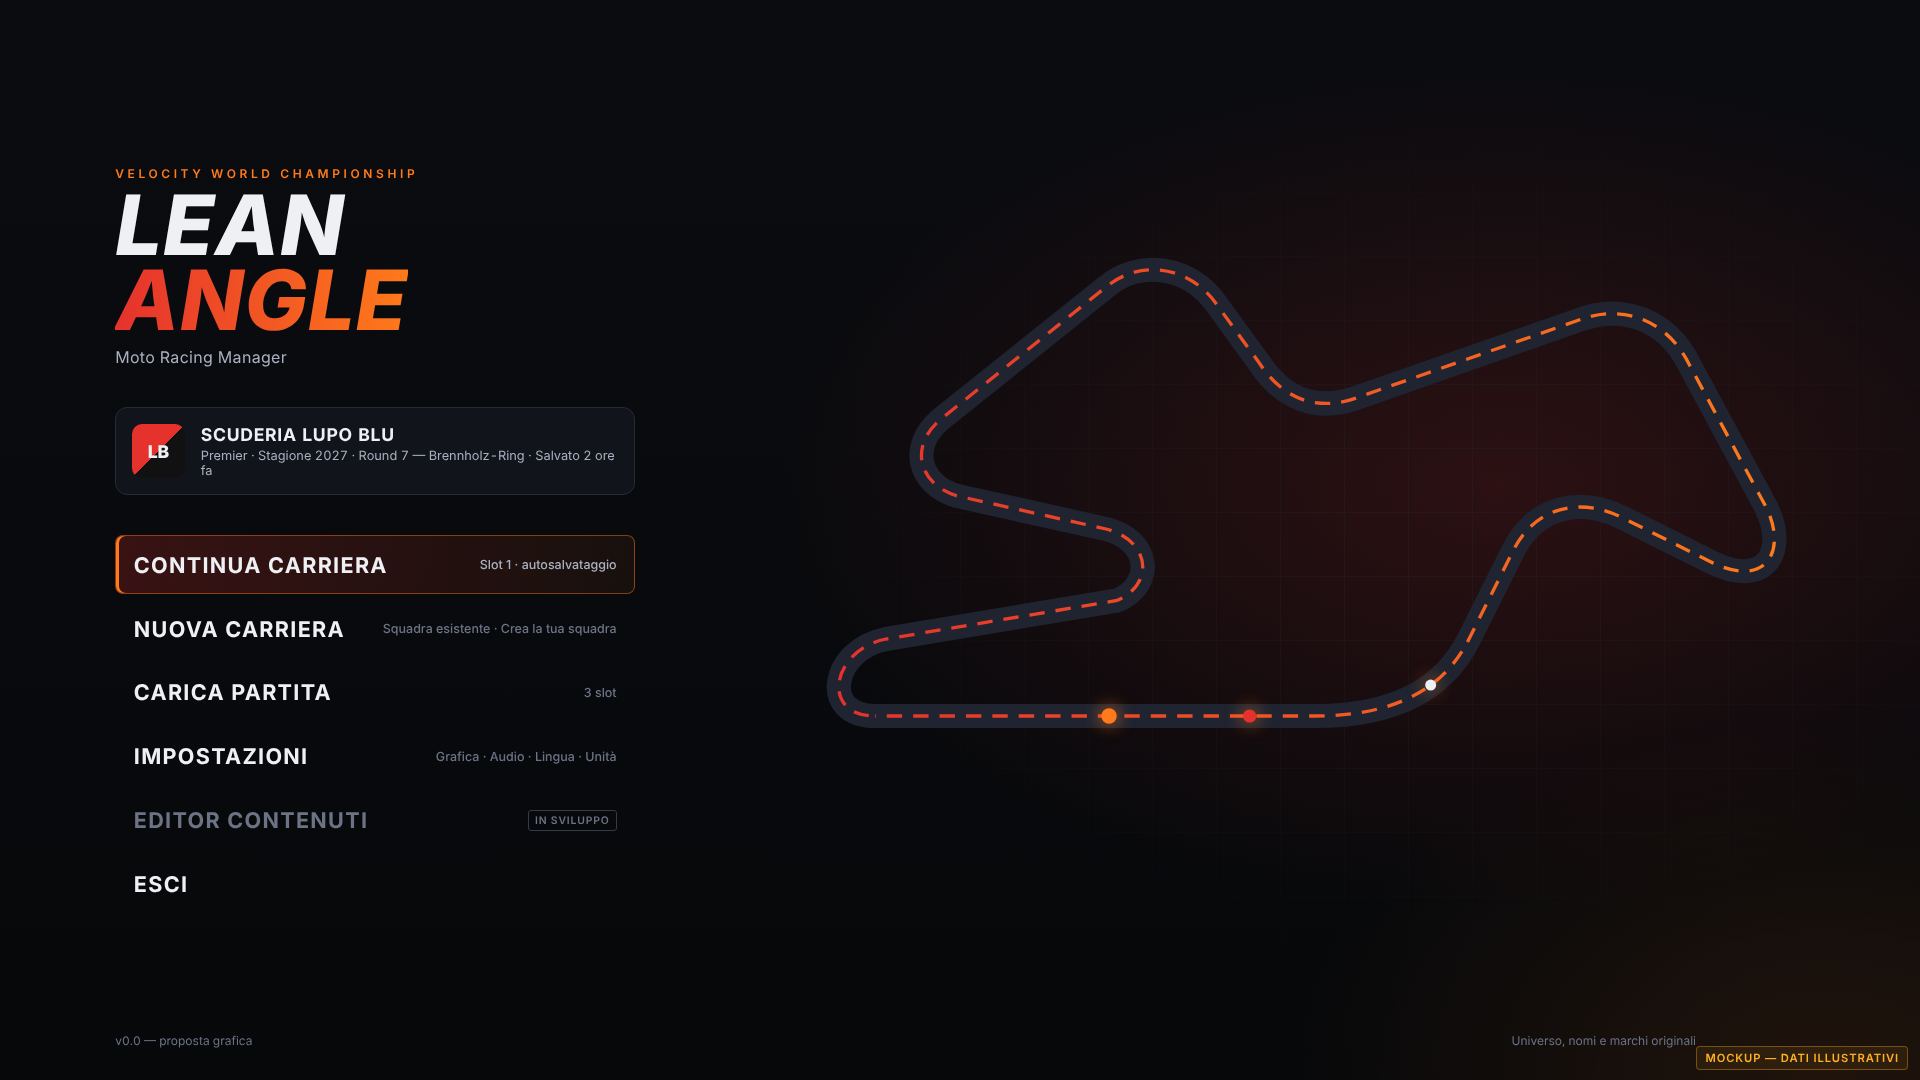 VELOCITY WORLD CHAMPIONSHIP
LEAN
ANGLE
Moto Racing Manager
LB
SCUDERIA LUPO BLU
Premier · Stagione 2027 · Round 7 — Brennholz-Ring · Salvato 2 ore
fa
CONTINUA CARRIERA Slot 1 · autosalvataggio
NUOVA CARRIERA Squadra esistente · Crea la tua squadra
CARICA PARTITA 3 slot
IMPOSTAZIONI Grafica · Audio · Lingua · Unità
EDITOR CONTENUTI IN SVILUPPO
ESCI
v0.0 — proposta grafica
Universo, nomi e marchi originali
MOCKUP — DATI ILLUSTRATIVI